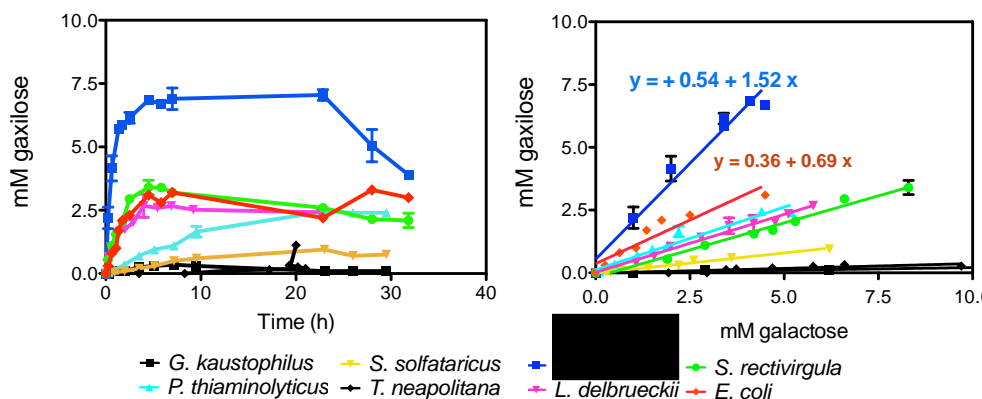 10.0
7.5
5.0
2.5
0.0
mM gaxilose
0
10
20
30
40
Time (h)
10.0
7.5
5.0
2.5
0.0
mM gaxilose
y = + 0.54 + 1.52 x
y = 0.36 + 0.69 x
0.0
2.5
5.0
7.5
10.0
mM galactose
G. kaustophilus
S. solfataricus
S. rectivirgula
P. thiaminolyticus
T. neapolitana
L. delbrueckii
E. coli